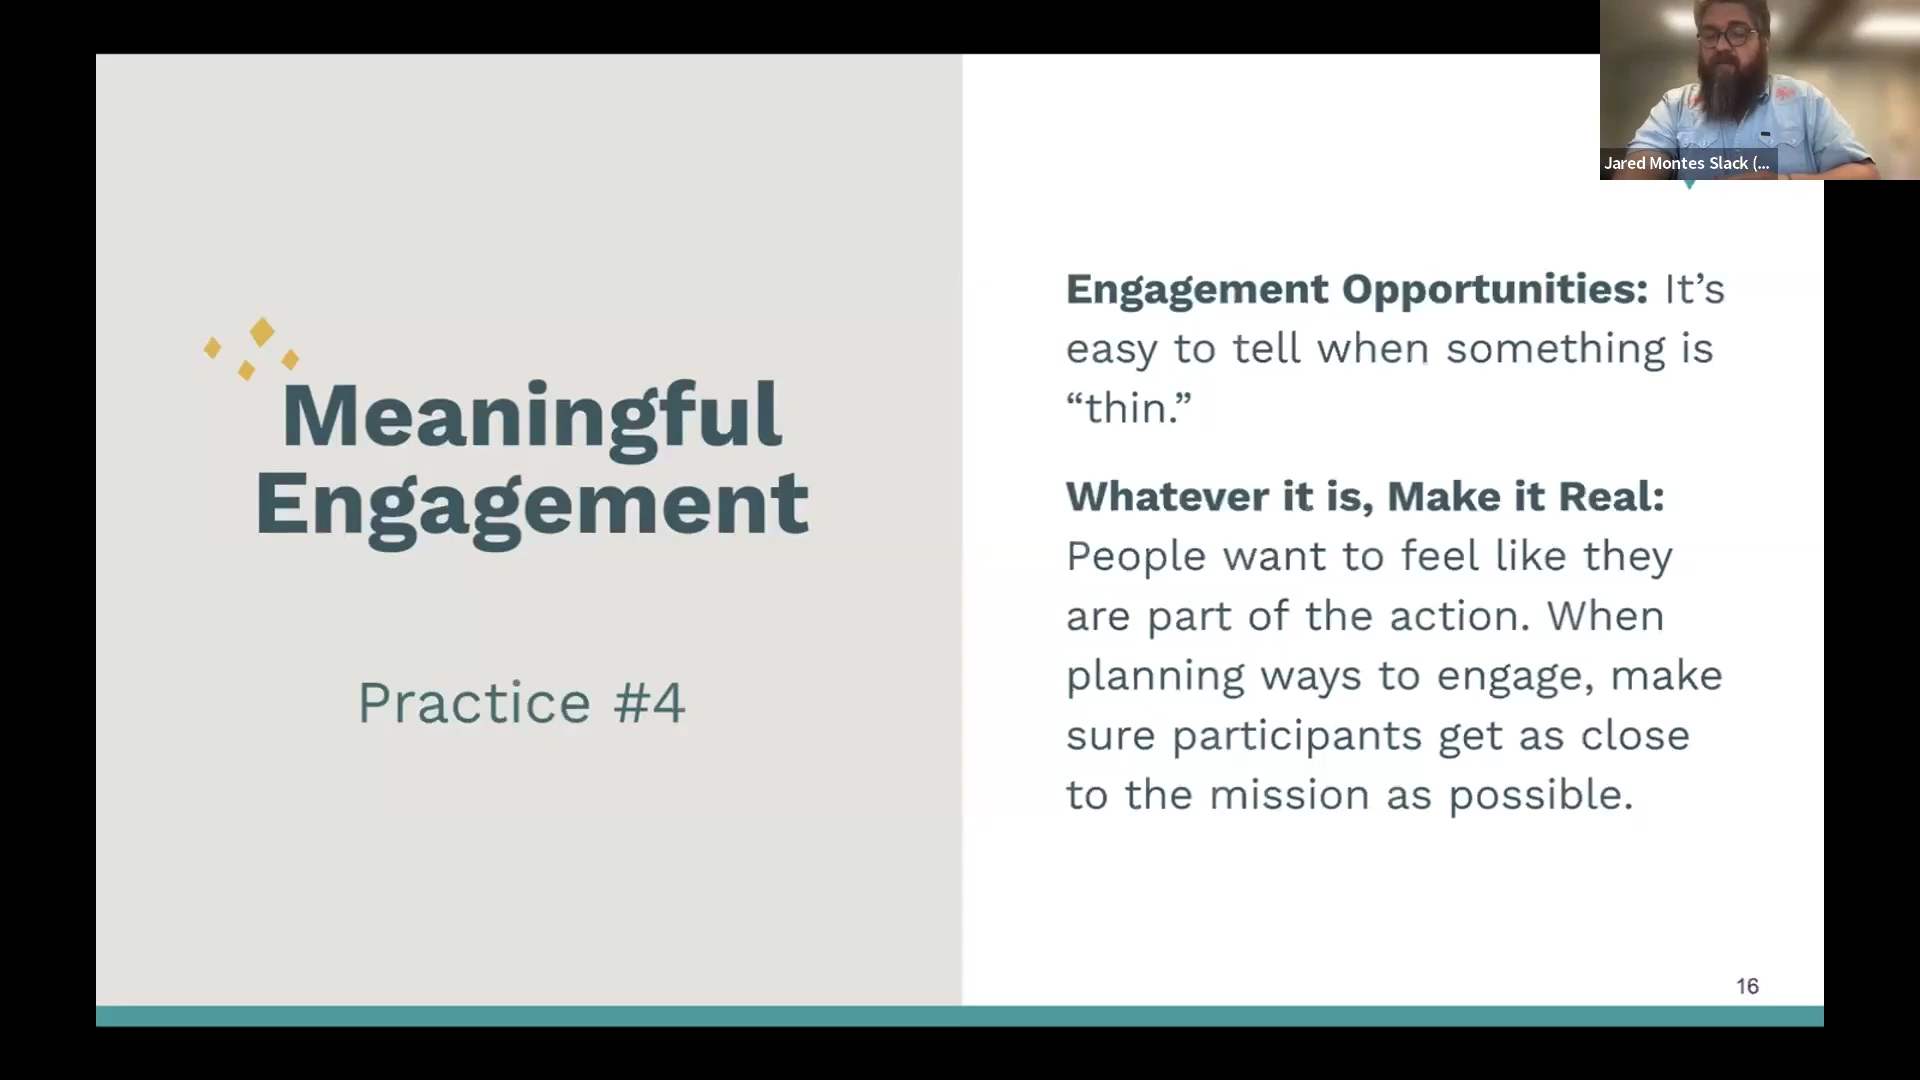 Jared Montes Slack (...
Meaningful
Engagement
Practice #4
Engagement Opportunities: It’s
easy to tell when something is
“thin.”
Whatever it is, Make it Real:
People want to feel like they
are part of the action. When
planning ways to engage, make
sure participants get as close
to the mission as possible.
16